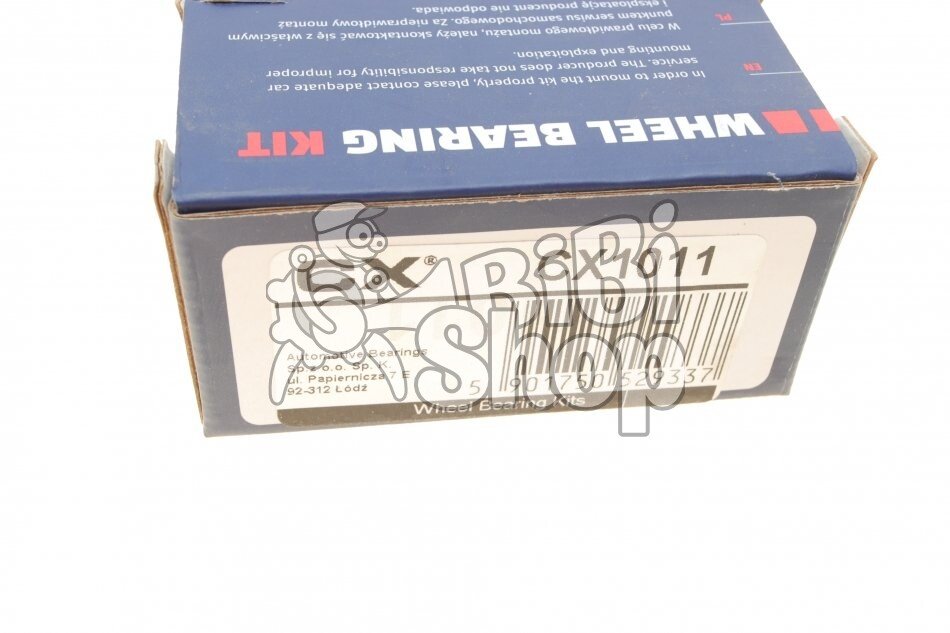 i eksploatację producent nie odpowiada.
punktem serwisu samochodowego. Za nieprawidłowy montaż
W celu prawidłowego montażu, należy skontaktować się z właściwym
PL
mounting and exploitation.
service. The producer does not take responsibility for improper
In order to mount the kit properly, please contact adequate car
EN
WHEEL BEARING KIT
CX®
CX1011
BiBi
Shop
Automotive Bearings
Sp. z o.o. Sp. K.
ul. Papiernicza 7 E
92-312 Łódź
5 901750 529337
Wheel Bearing Kits